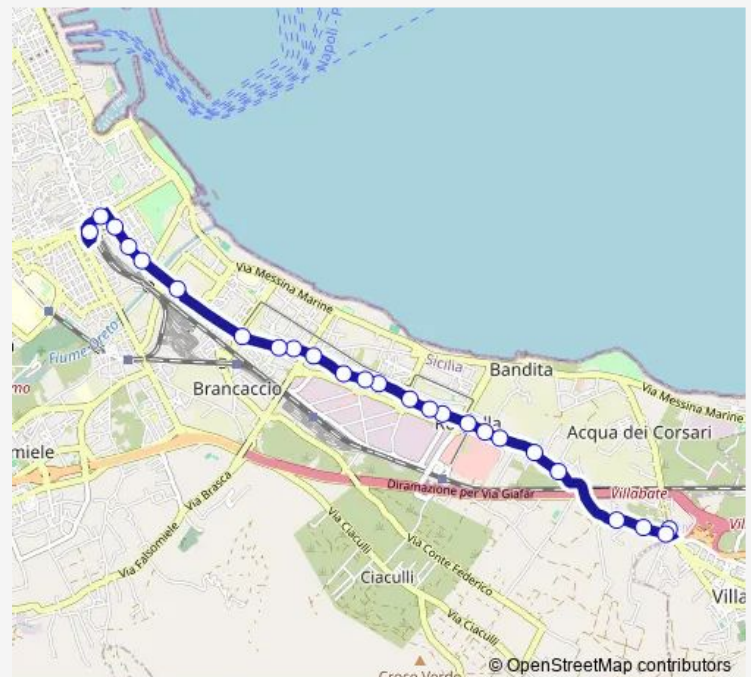 Napoli - P
Via Messina Marine
Fiume Oreto
Sicilia
Bandita
Brancaccio
Via Messina Marine
mo
Acqua dei Corsari
miele
Diramazione per Via Giafar
Villabate
Via Brasca
Via Ciaculli
Via Conte Federico
Via Falsomiele
Ciaculli
Villa
Via Ciaculli
Croce Verde
© OpenStreetMap contributors